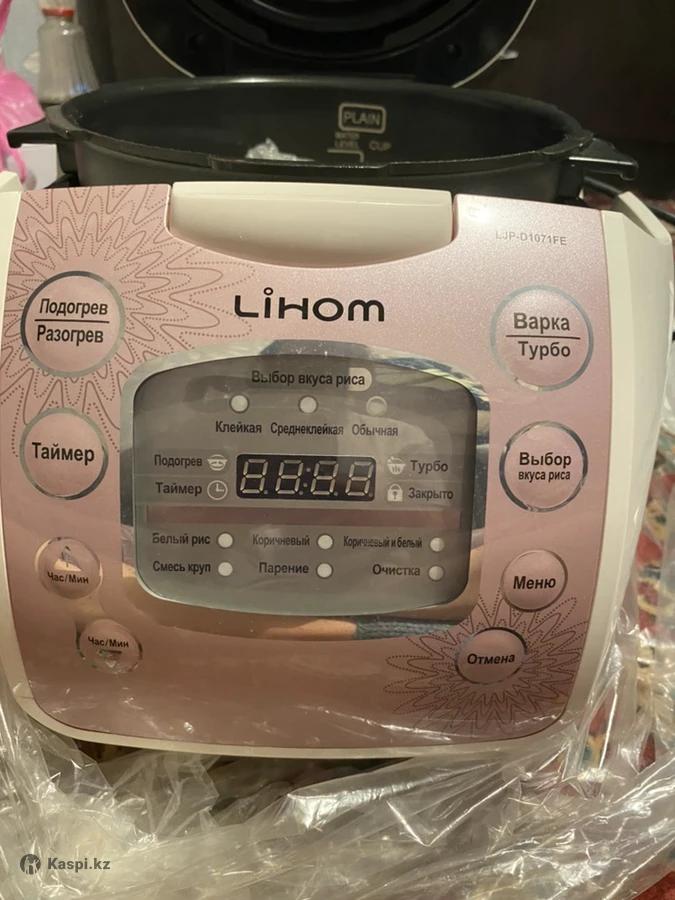 PLAIN
WATER
LEVEL
CUP
LJP-D1071FE
LiHOM
Подогрев
Разогрев
Варка
Турбо
Выбор вкуса риса
Клейкая Среднеклейкая Обычная
Таймер
Подогрев
Турбо
Таймер
Закрыто
Выбор
вкуса риса
Белый рис Коричневый Коричневый и белый
Смесь круп Парение Очистка
Час/Мин
Меню
Час/Мин
Отмена
Kaspi.kz